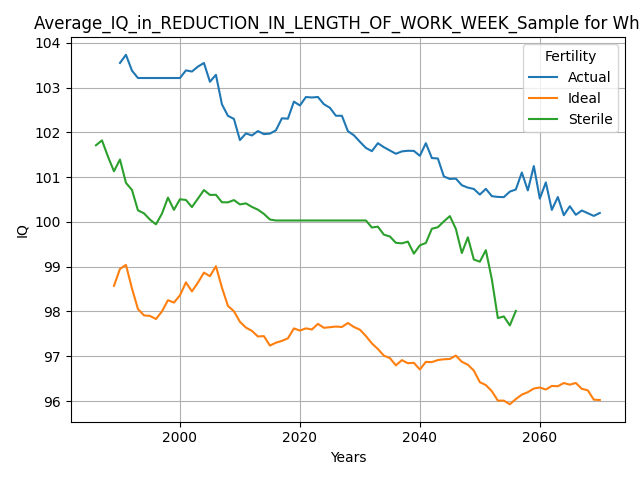 Average_IQ_in_REDUCTION_IN_LENGTH_OF_WORK_WEEK_Sample for Wh
104
103
102
101
100
99
98
97
96
IQ
Fertility
Actual
Ideal
Sterile
2000 2020 2040 2060
Years